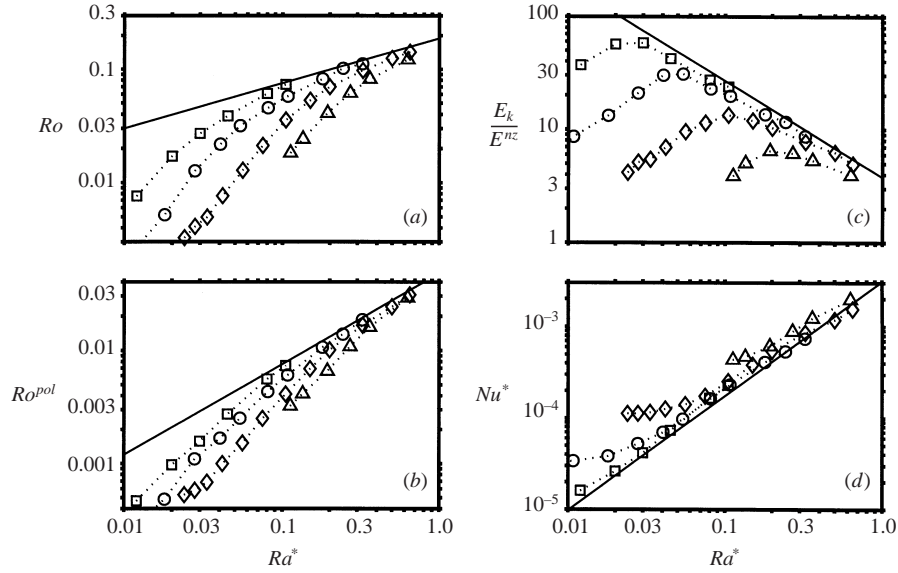 0.3
0.1
Ro
0.03
0.01
(a)
100
30
E_k
E^{nz}
10
3
1
(c)
0.03
0.010
Ro^{pol}
0.003
0.001
(b)
0.01 0.03 0.1 0.3 1.0
Ra*
10^{-3}
Nu*
10^{-4}
10^{-5}
(d)
0.01 0.03 0.1 0.3 1.0
Ra*